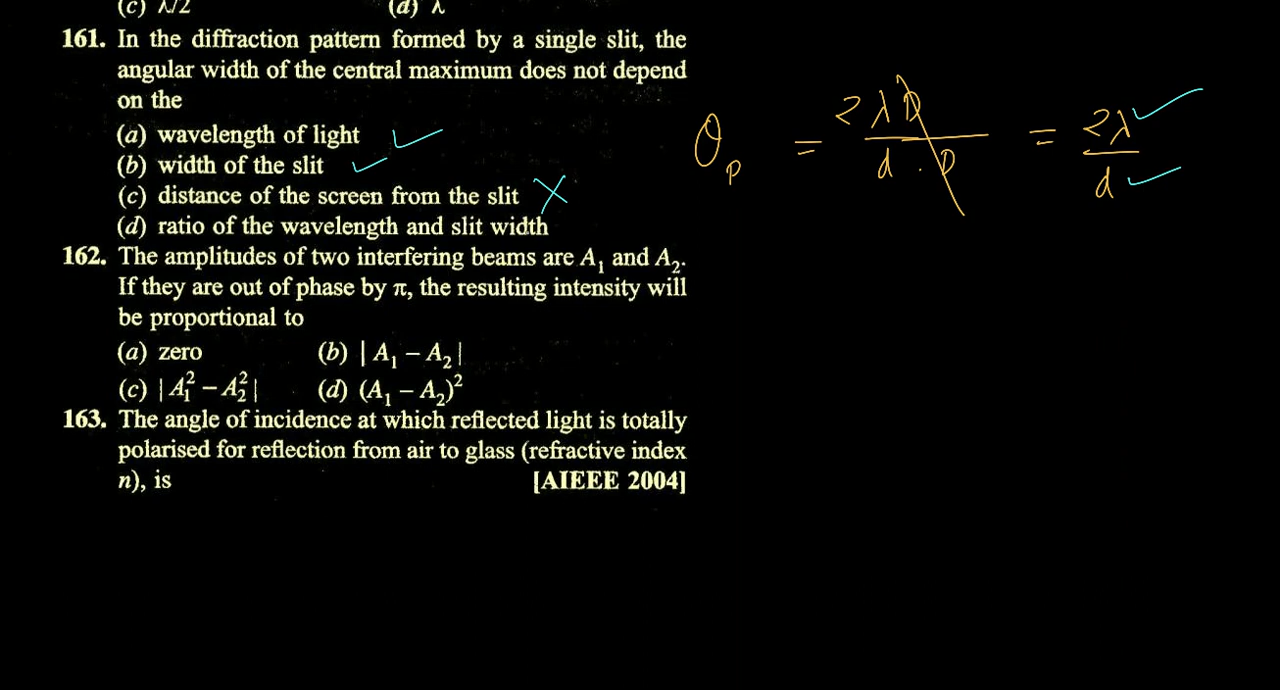 (c) λ/2 (d) λ
161. In the diffraction pattern formed by a single slit, the
angular width of the central maximum does not depend
on the
(a) wavelength of light
(b) width of the slit
(c) distance of the screen from the slit
(d) ratio of the wavelength and slit width
162. The amplitudes of two interfering beams are A₁ and A₂.
If they are out of phase by π, the resulting intensity will
be proportional to
(a) zero (b) | A₁ – A₂ |
(c) | A₁² – A₂² | (d) (A₁ – A₂)²
163. The angle of incidence at which reflected light is totally
polarised for reflection from air to glass (refractive index
n), is [AIEEE 2004]
θp = 2λD / d . D = 2λ / d